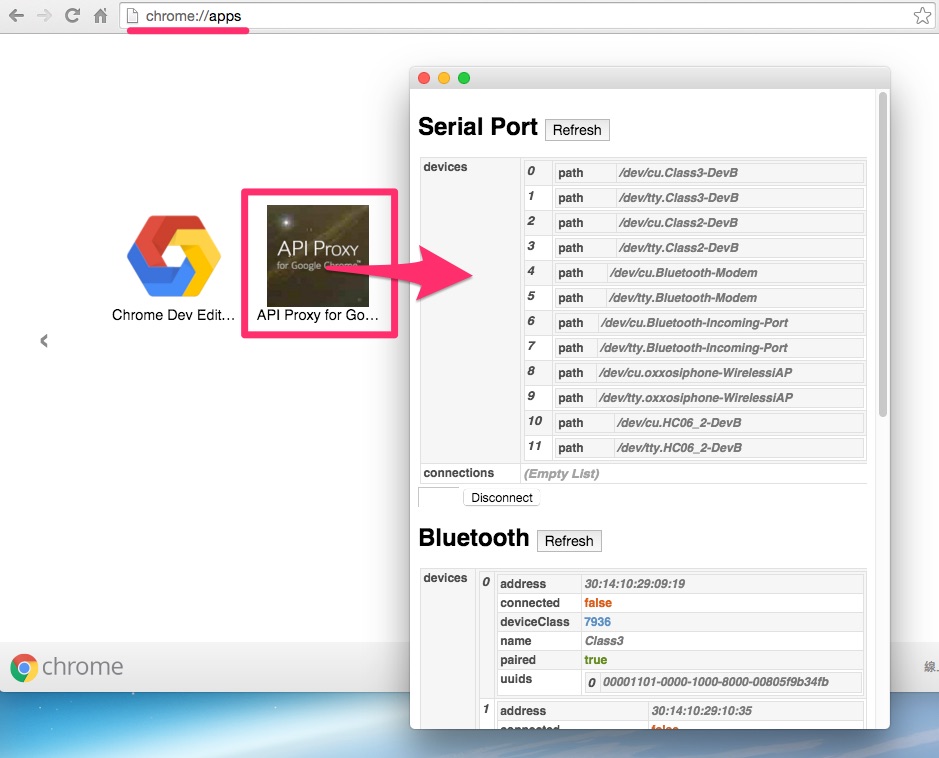 chrome://apps
Serial Port Refresh
devices 0 path /dev/cu.Class3-DevB
1 path /dev/tty.Class3-DevB
2 path /dev/cu.Class2-DevB
3 path /dev/tty.Class2-DevB
4 path /dev/cu.Bluetooth-Modem
5 path /dev/tty.Bluetooth-Modem
6 path /dev/cu.Bluetooth-Incoming-Port
7 path /dev/tty.Bluetooth-Incoming-Port
8 path /dev/cu.oxxosiphone-WirelessiAP
9 path /dev/tty.oxxosiphone-WirelessiAP
10 path /dev/cu.HC06_2-DevB
11 path /dev/tty.HC06_2-DevB
connections (Empty List)
Disconnect
API Proxy
for Google Chrome™
Chrome Dev Edit...
API Proxy for Go...
Bluetooth Refresh
devices 0 address 30:14:10:29:09:19
connected false
deviceClass 7936
name Class3
paired true
uuids 0 00001101-0000-1000-8000-00805f9b34fb
1 address 30:14:10:29:10:35
connected false
chrome
線